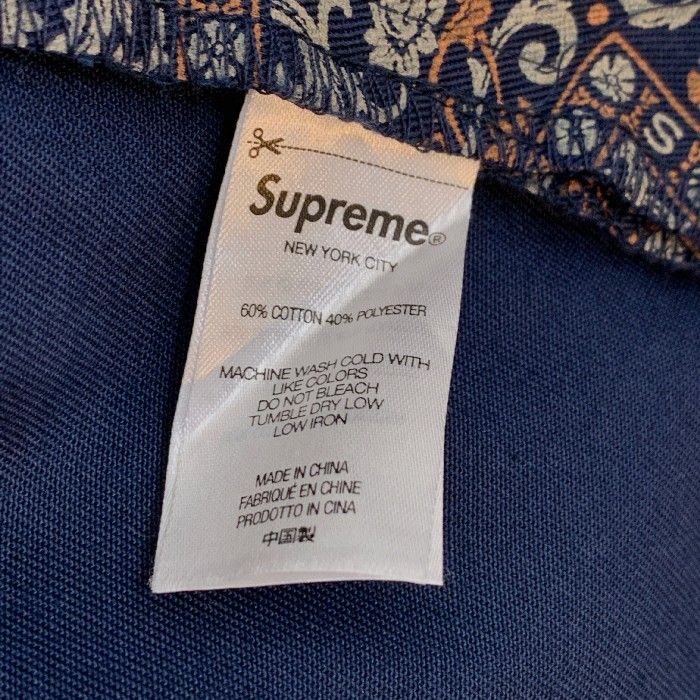 Supreme®
NEW YORK CITY
60% COTTON 40% POLYESTER
MACHINE WASH COLD WITH
LIKE COLORS
DO NOT BLEACH
TUMBLE DRY LOW
LOW IRON
MADE IN CHINA
FABRIQUÉ EN CHINE
PRODOTTO IN CINA
中国製
S